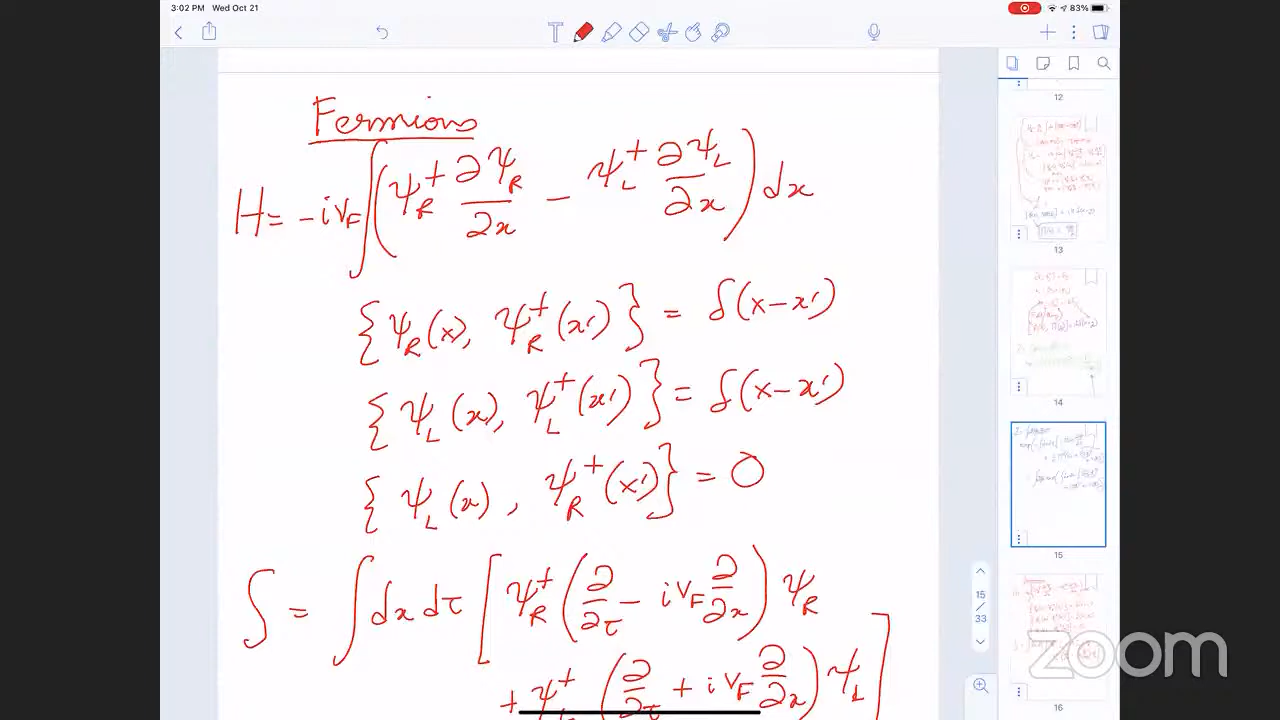 3:02 PM Wed Oct 21
83%
Fermions
H = -iv_F ∫ (ψ_R^+ ∂ψ_R/∂x - ψ_L^+ ∂ψ_L/∂x) dx
{ψ_R(x), ψ_R^+(x')} = δ(x-x')
{ψ_L(x), ψ_L^+(x')} = δ(x-x')
{ψ_L(x), ψ_R^+(x')} = 0
S = ∫ dx dτ [ψ_R^+ (∂/∂τ - iv_F ∂/∂x) ψ_R
+ ψ_L^+ (∂/∂τ + iv_F ∂/∂x) ψ_L]
12
13
14
15
16
15
/
33
zoom